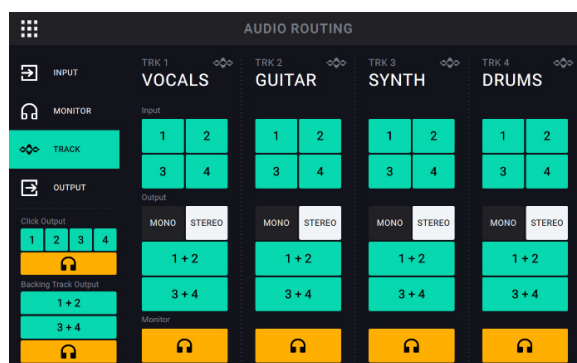 AUDIO ROUTING
INPUT
MONITOR
TRACK
OUTPUT
Click Output
1 2 3 4
Backing Track Output
1 + 2
3 + 4
TRK 1
VOCALS
Input
1 2
3 4
Output
MONO STEREO
1 + 2
3 + 4
Monitor
TRK 2
GUITAR
1 2
3 4
MONO STEREO
1 + 2
3 + 4
TRK 3
SYNTH
1 2
3 4
MONO STEREO
1 + 2
3 + 4
TRK 4
DRUMS
1 2
3 4
MONO STEREO
1 + 2
3 + 4